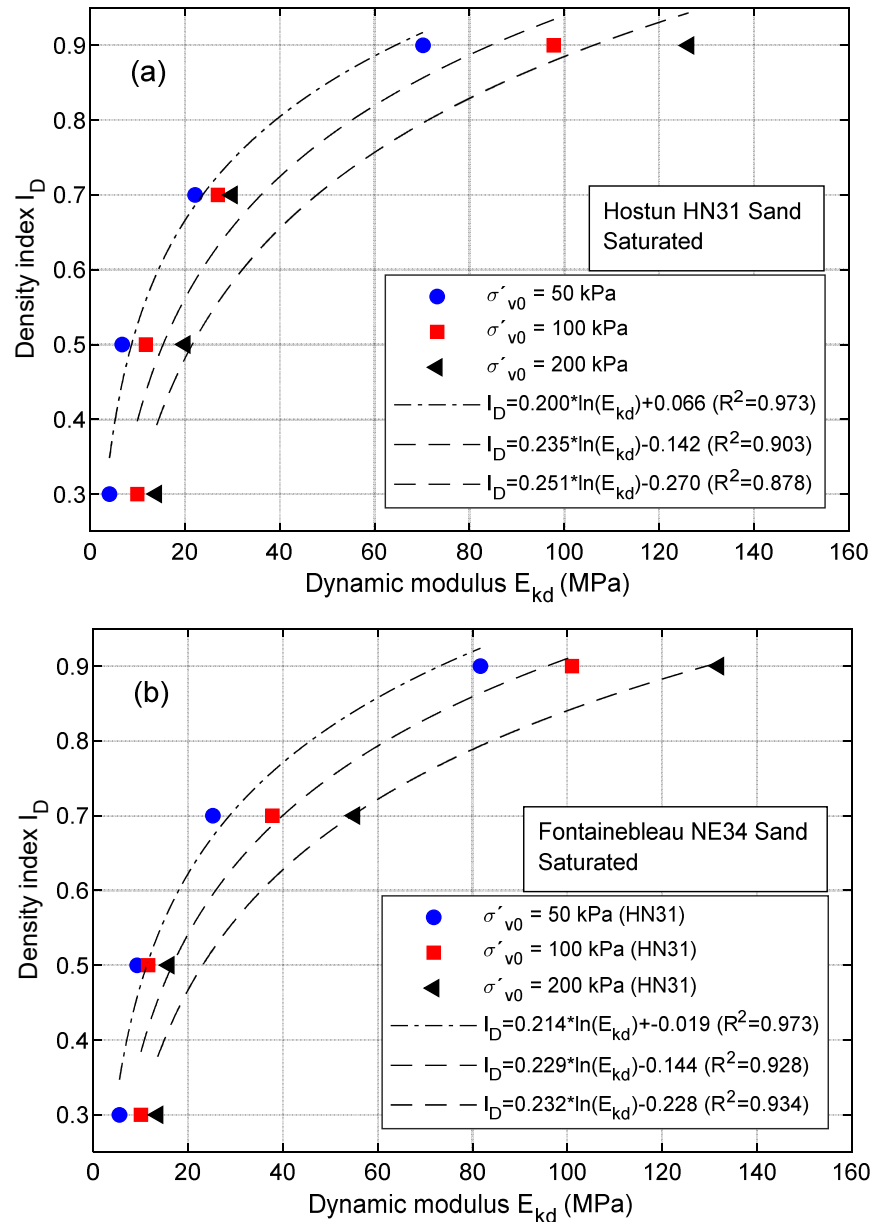 0.9
0.8
0.7
0.6
0.5
0.4
0.3
Density index I_D
(a)
Hostun HN31 Sand
Saturated
σ´_v0 = 50 kPa
σ´_v0 = 100 kPa
σ´_v0 = 200 kPa
I_D=0.200*ln(E_kd)+0.066 (R²=0.973)
I_D=0.235*ln(E_kd)-0.142 (R²=0.903)
I_D=0.251*ln(E_kd)-0.270 (R²=0.878)
0 20 40 60 80 100 120 140 160
Dynamic modulus E_kd (MPa)
0.9
0.8
0.7
0.6
0.5
0.4
0.3
Density index I_D
(b)
Fontainebleau NE34 Sand
Saturated
σ´_v0 = 50 kPa (HN31)
σ´_v0 = 100 kPa (HN31)
σ´_v0 = 200 kPa (HN31)
I_D=0.214*ln(E_kd)+-0.019 (R²=0.973)
I_D=0.229*ln(E_kd)-0.144 (R²=0.928)
I_D=0.232*ln(E_kd)-0.228 (R²=0.934)
0 20 40 60 80 100 120 140 160
Dynamic modulus E_kd (MPa)